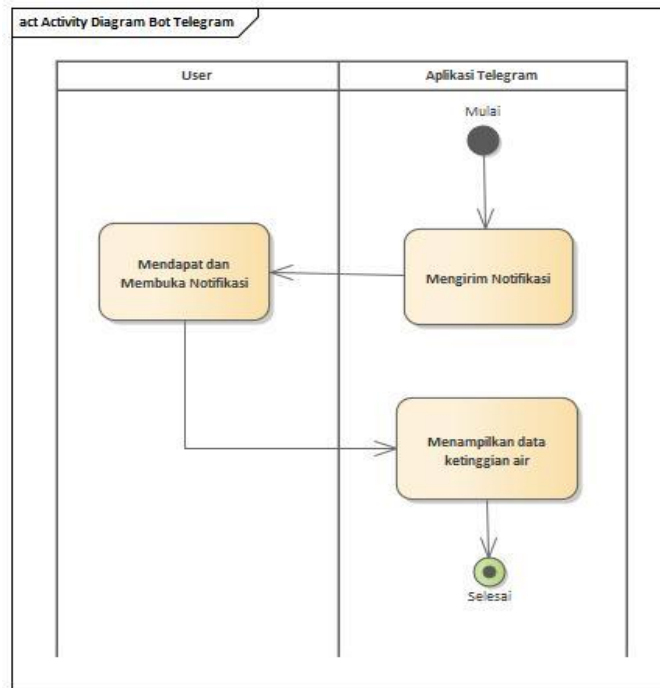 act Activity Diagram Bot Telegram
User
Aplikasi Telegram
Mulai
Mengirim Notifikasi
Mendapat dan
Membuka Notifikasi
Menampilkan data
ketinggian air
Selesai